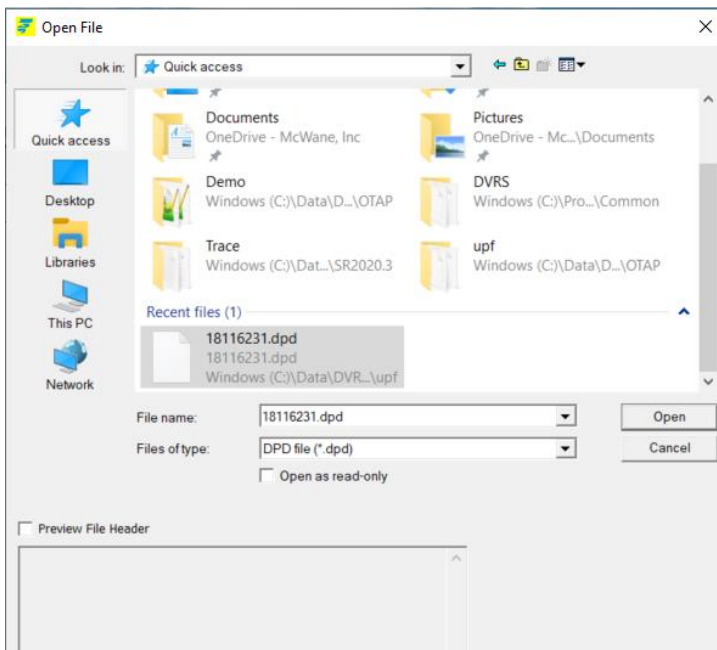 Open File
Look in:
Quick access
Quick access
Desktop
Libraries
This PC
Network
Documents
OneDrive - McWane, Inc
Pictures
OneDrive - Mc...\Documents
Demo
Windows (C:)\Data\D...\OTAP
DVRS
Windows (C:)\Pro...\Common
Trace
Windows (C:)\Dat...\SR2020.3
upf
Windows (C:)\Data\D...\OTAP
Recent files (1)
18116231.dpd
18116231.dpd
Windows (C:)\Data\DVR...\upf
File name:
18116231.dpd
Open
Files of type:
DPD file (*.dpd)
Cancel
Open as read-only
Preview File Header